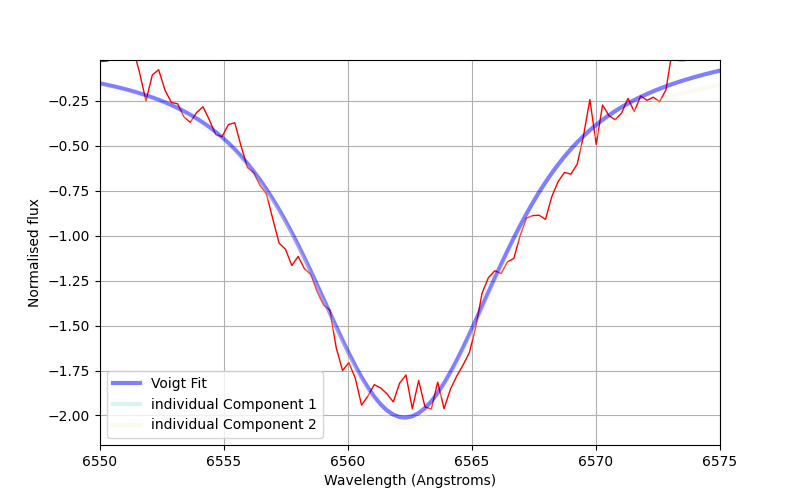 −0.25
−0.50
−0.75
−1.00
−1.25
−1.50
−1.75
−2.00
Normalised flux
Voigt Fit
individual Component 1
individual Component 2
6550 6555 6560 6565 6570 6575
Wavelength (Angstroms)